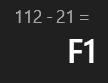 112 - 21 =
F1